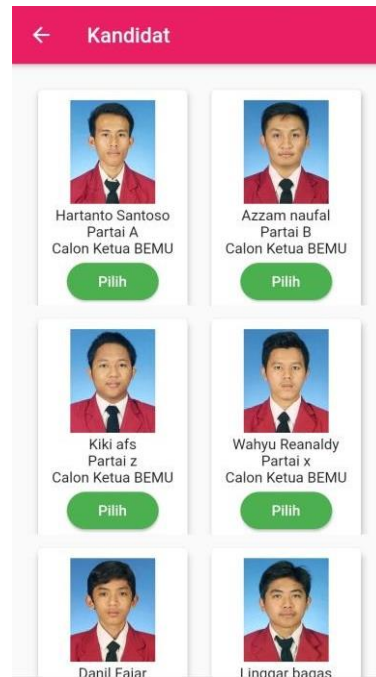 Kandidat
Hartanto Santoso
Partai A
Calon Ketua BEMU
Pilih
Azzam naufal
Partai B
Calon Ketua BEMU
Pilih
Kiki afs
Partai z
Calon Ketua BEMU
Pilih
Wahyu Reanaldy
Partai x
Calon Ketua BEMU
Pilih
Danil Fajar
Linggar bagas